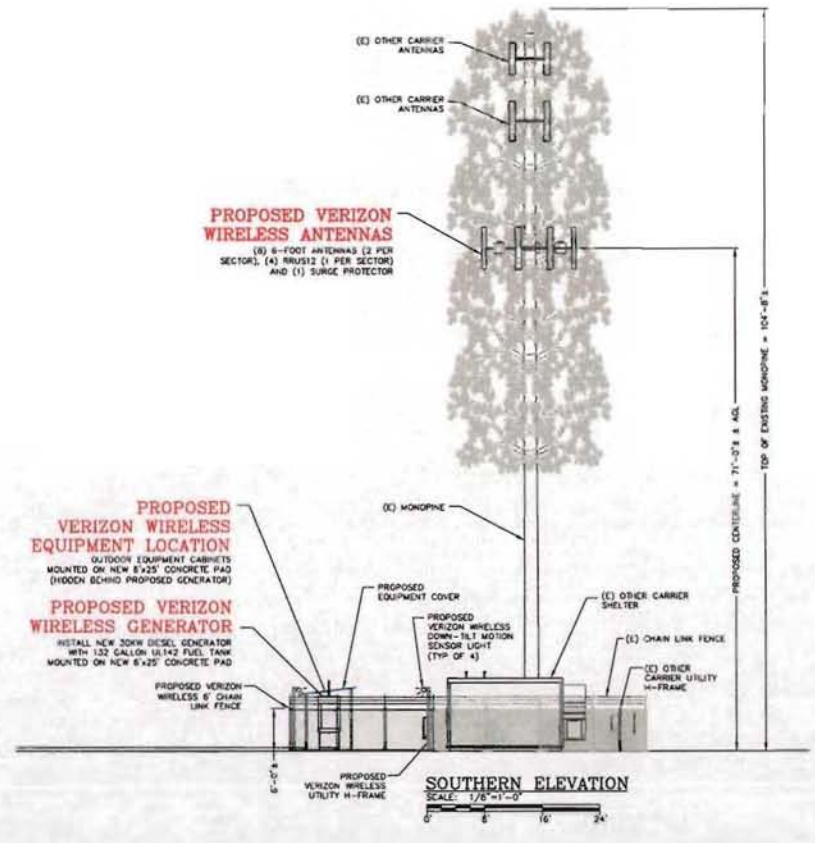 (E) OTHER CARRIER
ANTENNAS
(E) OTHER CARRIER
ANTENNAS
PROPOSED VERIZON
WIRELESS ANTENNAS
(8) 6-FOOT ANTENNAS (2 PER
SECTOR), (4) RRUS12 (1 PER SECTOR)
AND (1) SURGE PROTECTOR
TOP OF EXISTING MONOPINE = 104'-8"±
PROPOSED CENTERLINE = 71'-0"± AGL
(E) MONOPINE
PROPOSED
VERIZON WIRELESS
EQUIPMENT LOCATION
OUTDOOR EQUIPMENT CABINETS
MOUNTED ON NEW 6'x25' CONCRETE PAD
(HIDDEN BEHIND PROPOSED GENERATOR)
PROPOSED VERIZON
WIRELESS GENERATOR
INSTALL NEW 30KW DIESEL GENERATOR
WITH 132 GALLON UL142 FUEL TANK
MOUNTED ON NEW 6'x25' CONCRETE PAD
PROPOSED VERIZON
WIRELESS 6' CHAIN
LINK FENCE
PROPOSED
EQUIPMENT COVER
PROPOSED
VERIZON WIRELESS
DOWN-TILT MOTION
SENSOR LIGHT
(TYP OF 4)
(E) OTHER CARRIER
SHELTER
(E) CHAIN LINK FENCE
(E) OTHER
CARRIER UTILITY
H-FRAME
PROPOSED
VERIZON WIRELESS
UTILITY H-FRAME
SOUTHERN ELEVATION
SCALE: 1/8"=1'-0"
0' 8' 16' 24'